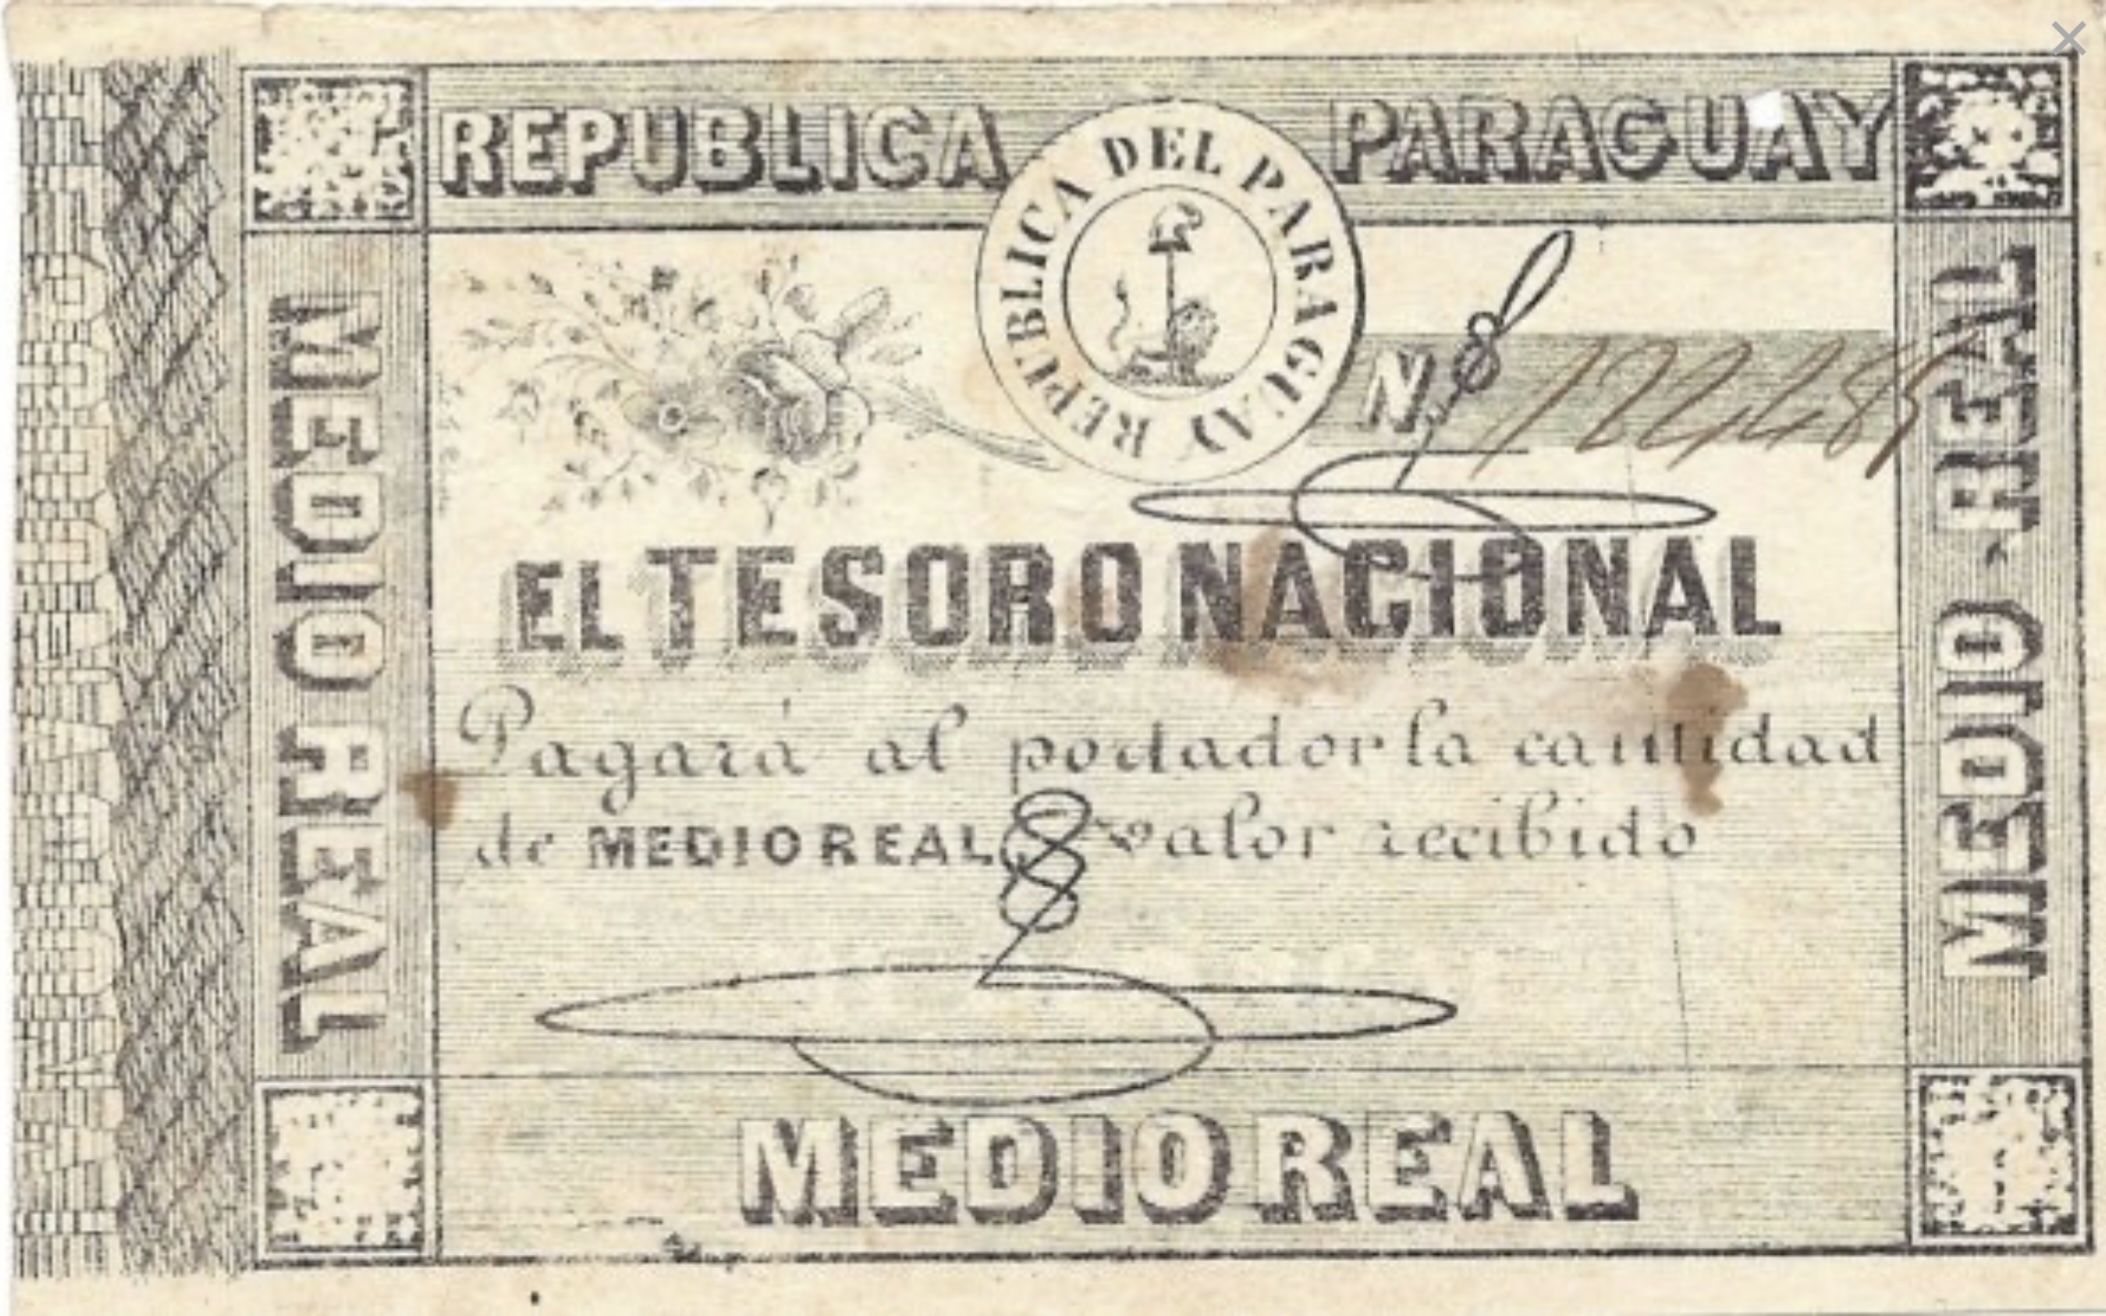 REPUBLICA PARAGUAY
REPUBLICA DEL PARAGUAY
N.
EL TESORO NACIONAL
Pagará al portador la cantidad
de MEDIO REAL valor recibido
MEDIO REAL
MEDIO REAL
MEDIO REAL